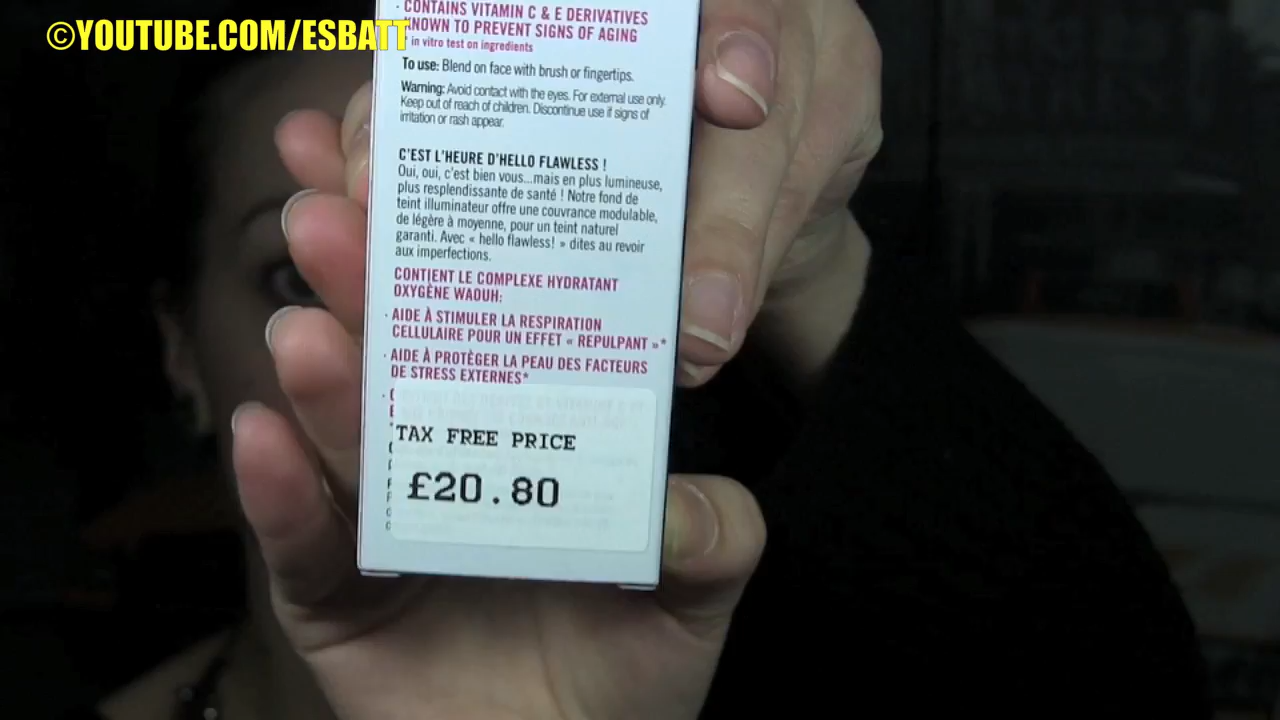 ©YOUTUBE.COM/ESBATT
· CONTAINS VITAMIN C & E DERIVATIVES
KNOWN TO PREVENT SIGNS OF AGING
* in vitro test on ingredients
To use: Blend on face with brush or fingertips.
Warning: Avoid contact with the eyes. For external use only.
Keep out of reach of children. Discontinue use if signs of
irritation or rash appear.
C'EST L'HEURE D'HELLO FLAWLESS !
Oui, oui, c'est bien vous...mais en plus lumineuse,
plus resplendissante de santé ! Notre fond de
teint illuminateur offre une couvrance modulable,
de légère à moyenne, pour un teint naturel
garanti. Avec « hello flawless! » dites au revoir
aux imperfections.
CONTIENT LE COMPLEXE HYDRATANT
OXYGÈNE WAOUH:
· AIDE À STIMULER LA RESPIRATION
CELLULAIRE POUR UN EFFET « REPULPANT »*
· AIDE À PROTÈGER LA PEAU DES FACTEURS
DE STRESS EXTERNES*
TAX FREE PRICE
£20.80